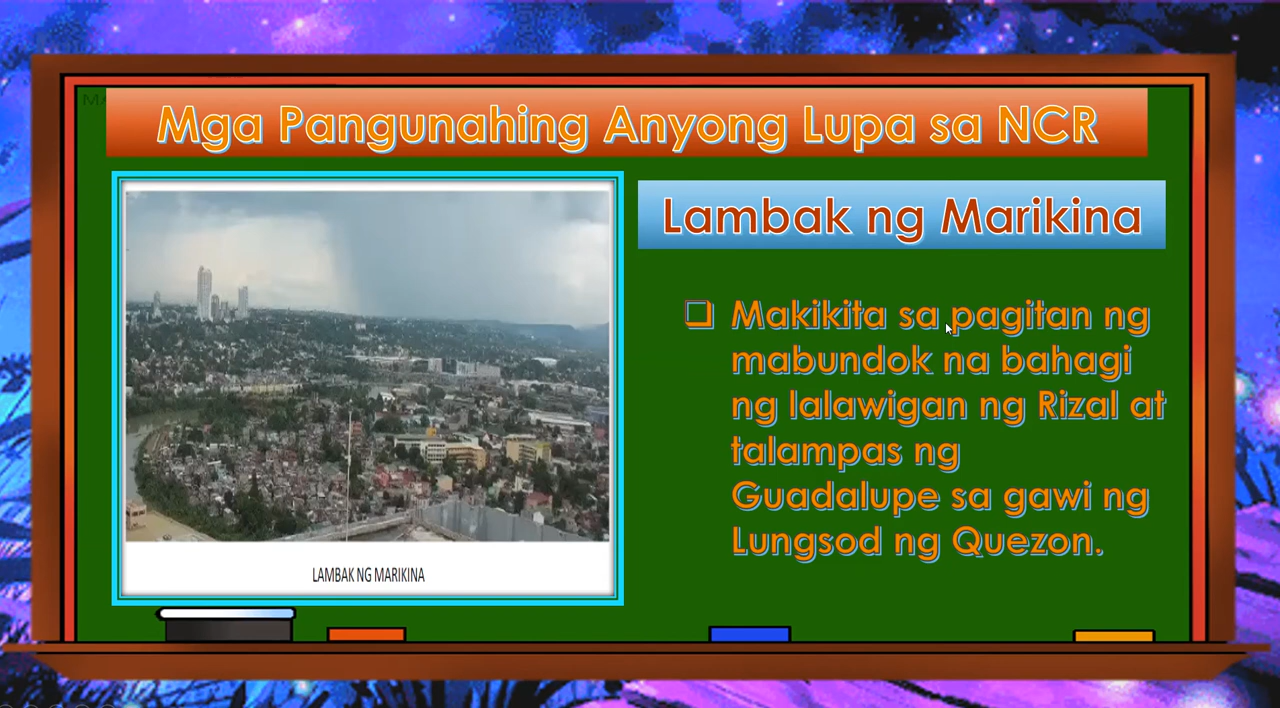 Mga Pangunahing Anyong Lupa sa NCR
Lambak ng Marikina
Makikita sa pagitan ng
mabundok na bahagi
ng lalawigan ng Rizal at
talampas ng
Guadalupe sa gawi ng
Lungsod ng Quezon.
LAMBAK NG MARIKINA